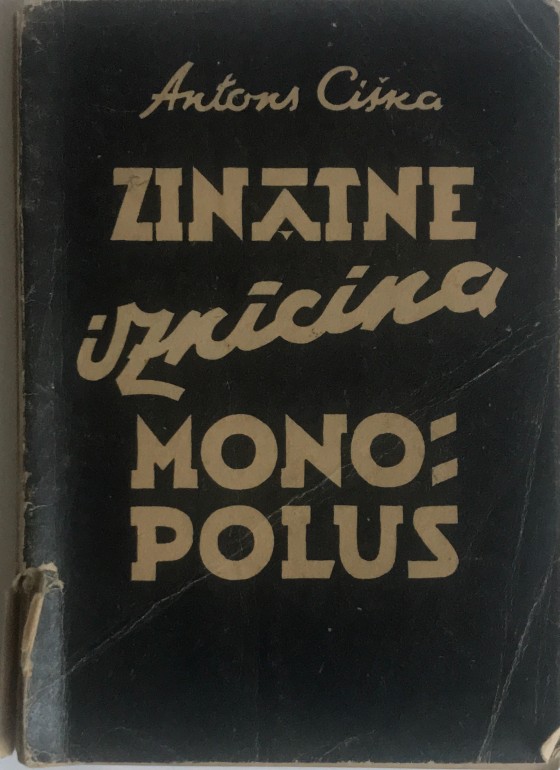 Antons Ciška
ZINĀTNE
iznīcina
MONO=
POLUS